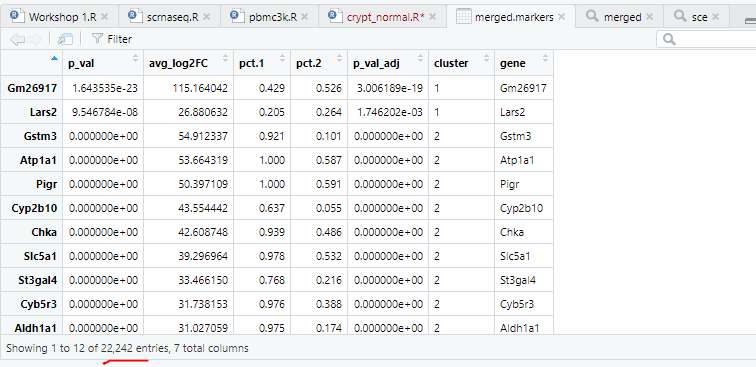 Workshop 1.R × scrnaseq.R × pbmc3k.R × crypt_normal.R* × merged.markers × merged × sce ×
Filter
p_val avg_log2FC pct.1 pct.2 p_val_adj cluster gene
Gm26917 1.643535e-23 115.164042 0.429 0.526 3.006189e-19 1 Gm26917
Lars2 9.546784e-08 26.880632 0.205 0.264 1.746202e-03 1 Lars2
Gstm3 0.000000e+00 54.912337 0.921 0.101 0.000000e+00 2 Gstm3
Atp1a1 0.000000e+00 53.664319 1.000 0.587 0.000000e+00 2 Atp1a1
Pigr 0.000000e+00 50.397109 1.000 0.591 0.000000e+00 2 Pigr
Cyp2b10 0.000000e+00 43.554442 0.637 0.055 0.000000e+00 2 Cyp2b10
Chka 0.000000e+00 42.608748 0.939 0.486 0.000000e+00 2 Chka
Slc5a1 0.000000e+00 39.296964 0.978 0.532 0.000000e+00 2 Slc5a1
St3gal4 0.000000e+00 33.466150 0.768 0.216 0.000000e+00 2 St3gal4
Cyb5r3 0.000000e+00 31.738153 0.976 0.388 0.000000e+00 2 Cyb5r3
Aldh1a1 0.000000e+00 31.027059 0.975 0.174 0.000000e+00 2 Aldh1a1
Showing 1 to 12 of 22,242 entries, 7 total columns